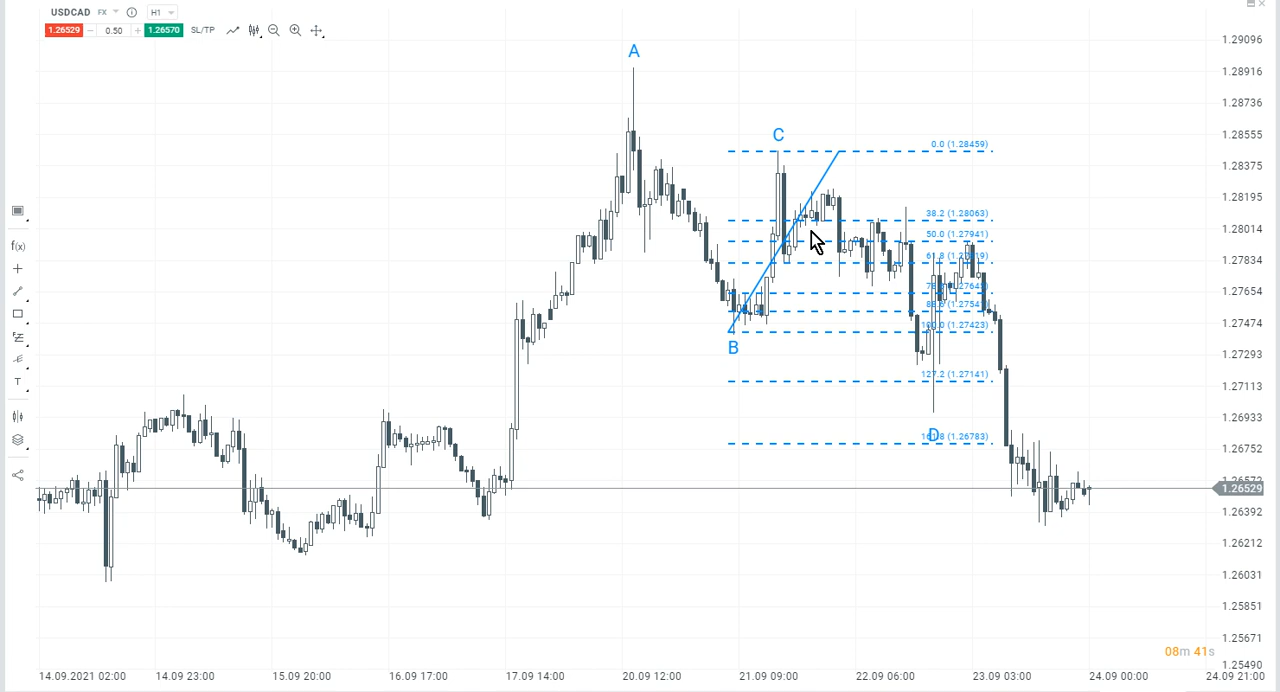 USDCAD FX H1
1.26529 − 0.50 + 1.26570 SL/TP
A
C
B
D
0.0 (1.28459)
38.2 (1.28063)
50.0 (1.27941)
100.0 (1.27423)
127.2 (1.27141)
161.8 (1.26783)
f(x)
T
1.29096
1.28916
1.28736
1.28555
1.28375
1.28195
1.28014
1.27834
1.27654
1.27474
1.27293
1.27113
1.26933
1.26752
1.26529
1.26392
1.26212
1.26031
1.25851
1.25671
1.25490
08m 41s
14.09.2021 02:00 14.09 23:00 15.09 20:00 16.09 17:00 17.09 14:00 20.09 12:00 21.09 09:00 22.09 06:00 23.09 03:00 24.09 00:00 24.09 21:00